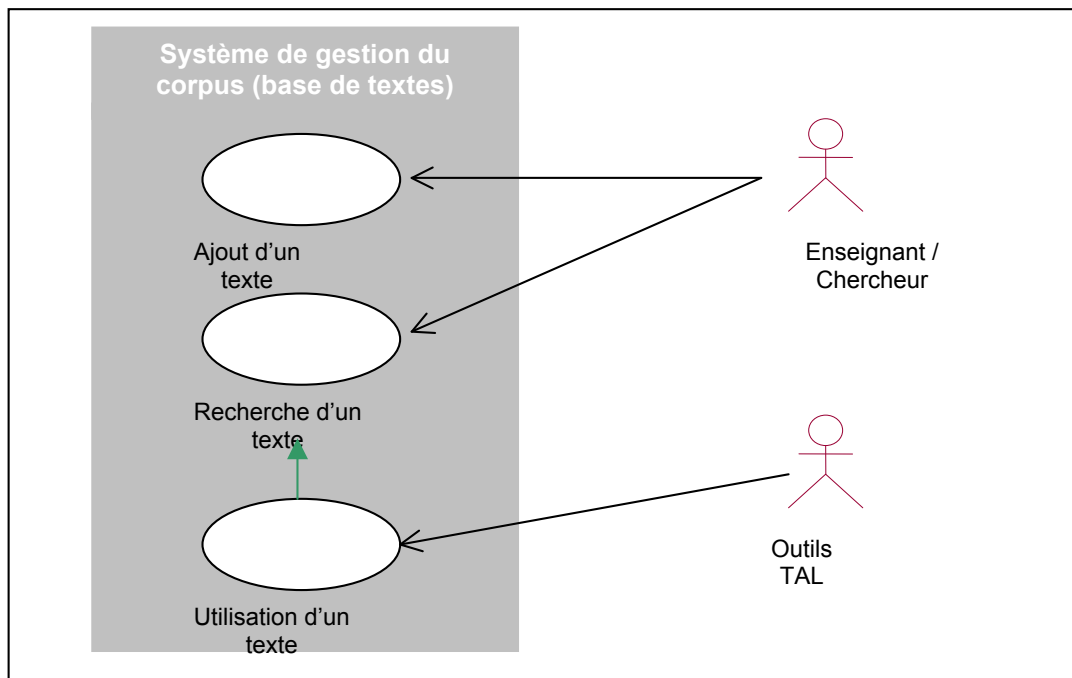 Système de gestion du
corpus (base de textes)
Ajout d’un
texte
Enseignant /
Chercheur
Recherche d’un
texte
Outils
TAL
Utilisation d’un
texte